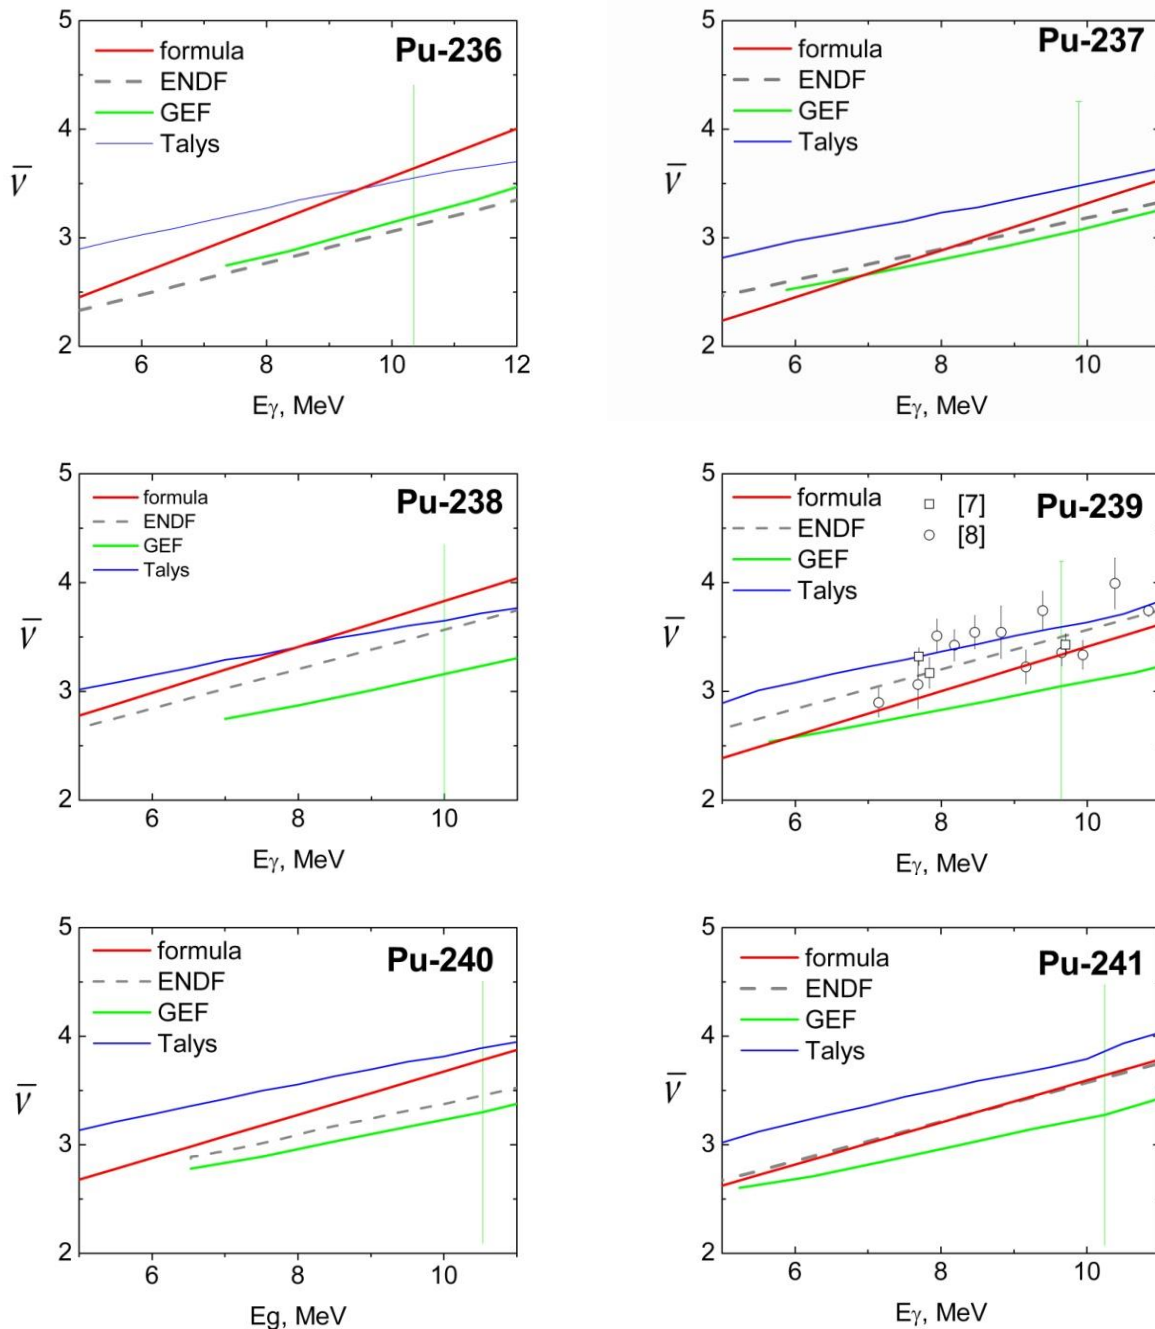 5
formula
ENDF
GEF
Talys
Pu-236
4
ν̅
3
2
6 8 10 12
Eγ, MeV
5
formula
ENDF
GEF
Talys
Pu-237
4
ν̅
3
2
6 8 10
Eγ, MeV
5
formula
ENDF
GEF
Talys
Pu-238
4
ν̅
3
2
6 8 10
Eγ, MeV
5
formula
ENDF
GEF
Talys
[7]
[8]
Pu-239
4
ν̅
3
2
6 8 10
Eγ, MeV
5
formula
ENDF
GEF
Talys
Pu-240
4
ν̅
3
2
6 8 10
Eg, MeV
5
formula
ENDF
GEF
Talys
Pu-241
4
ν̅
3
2
6 8 10
Eγ, MeV